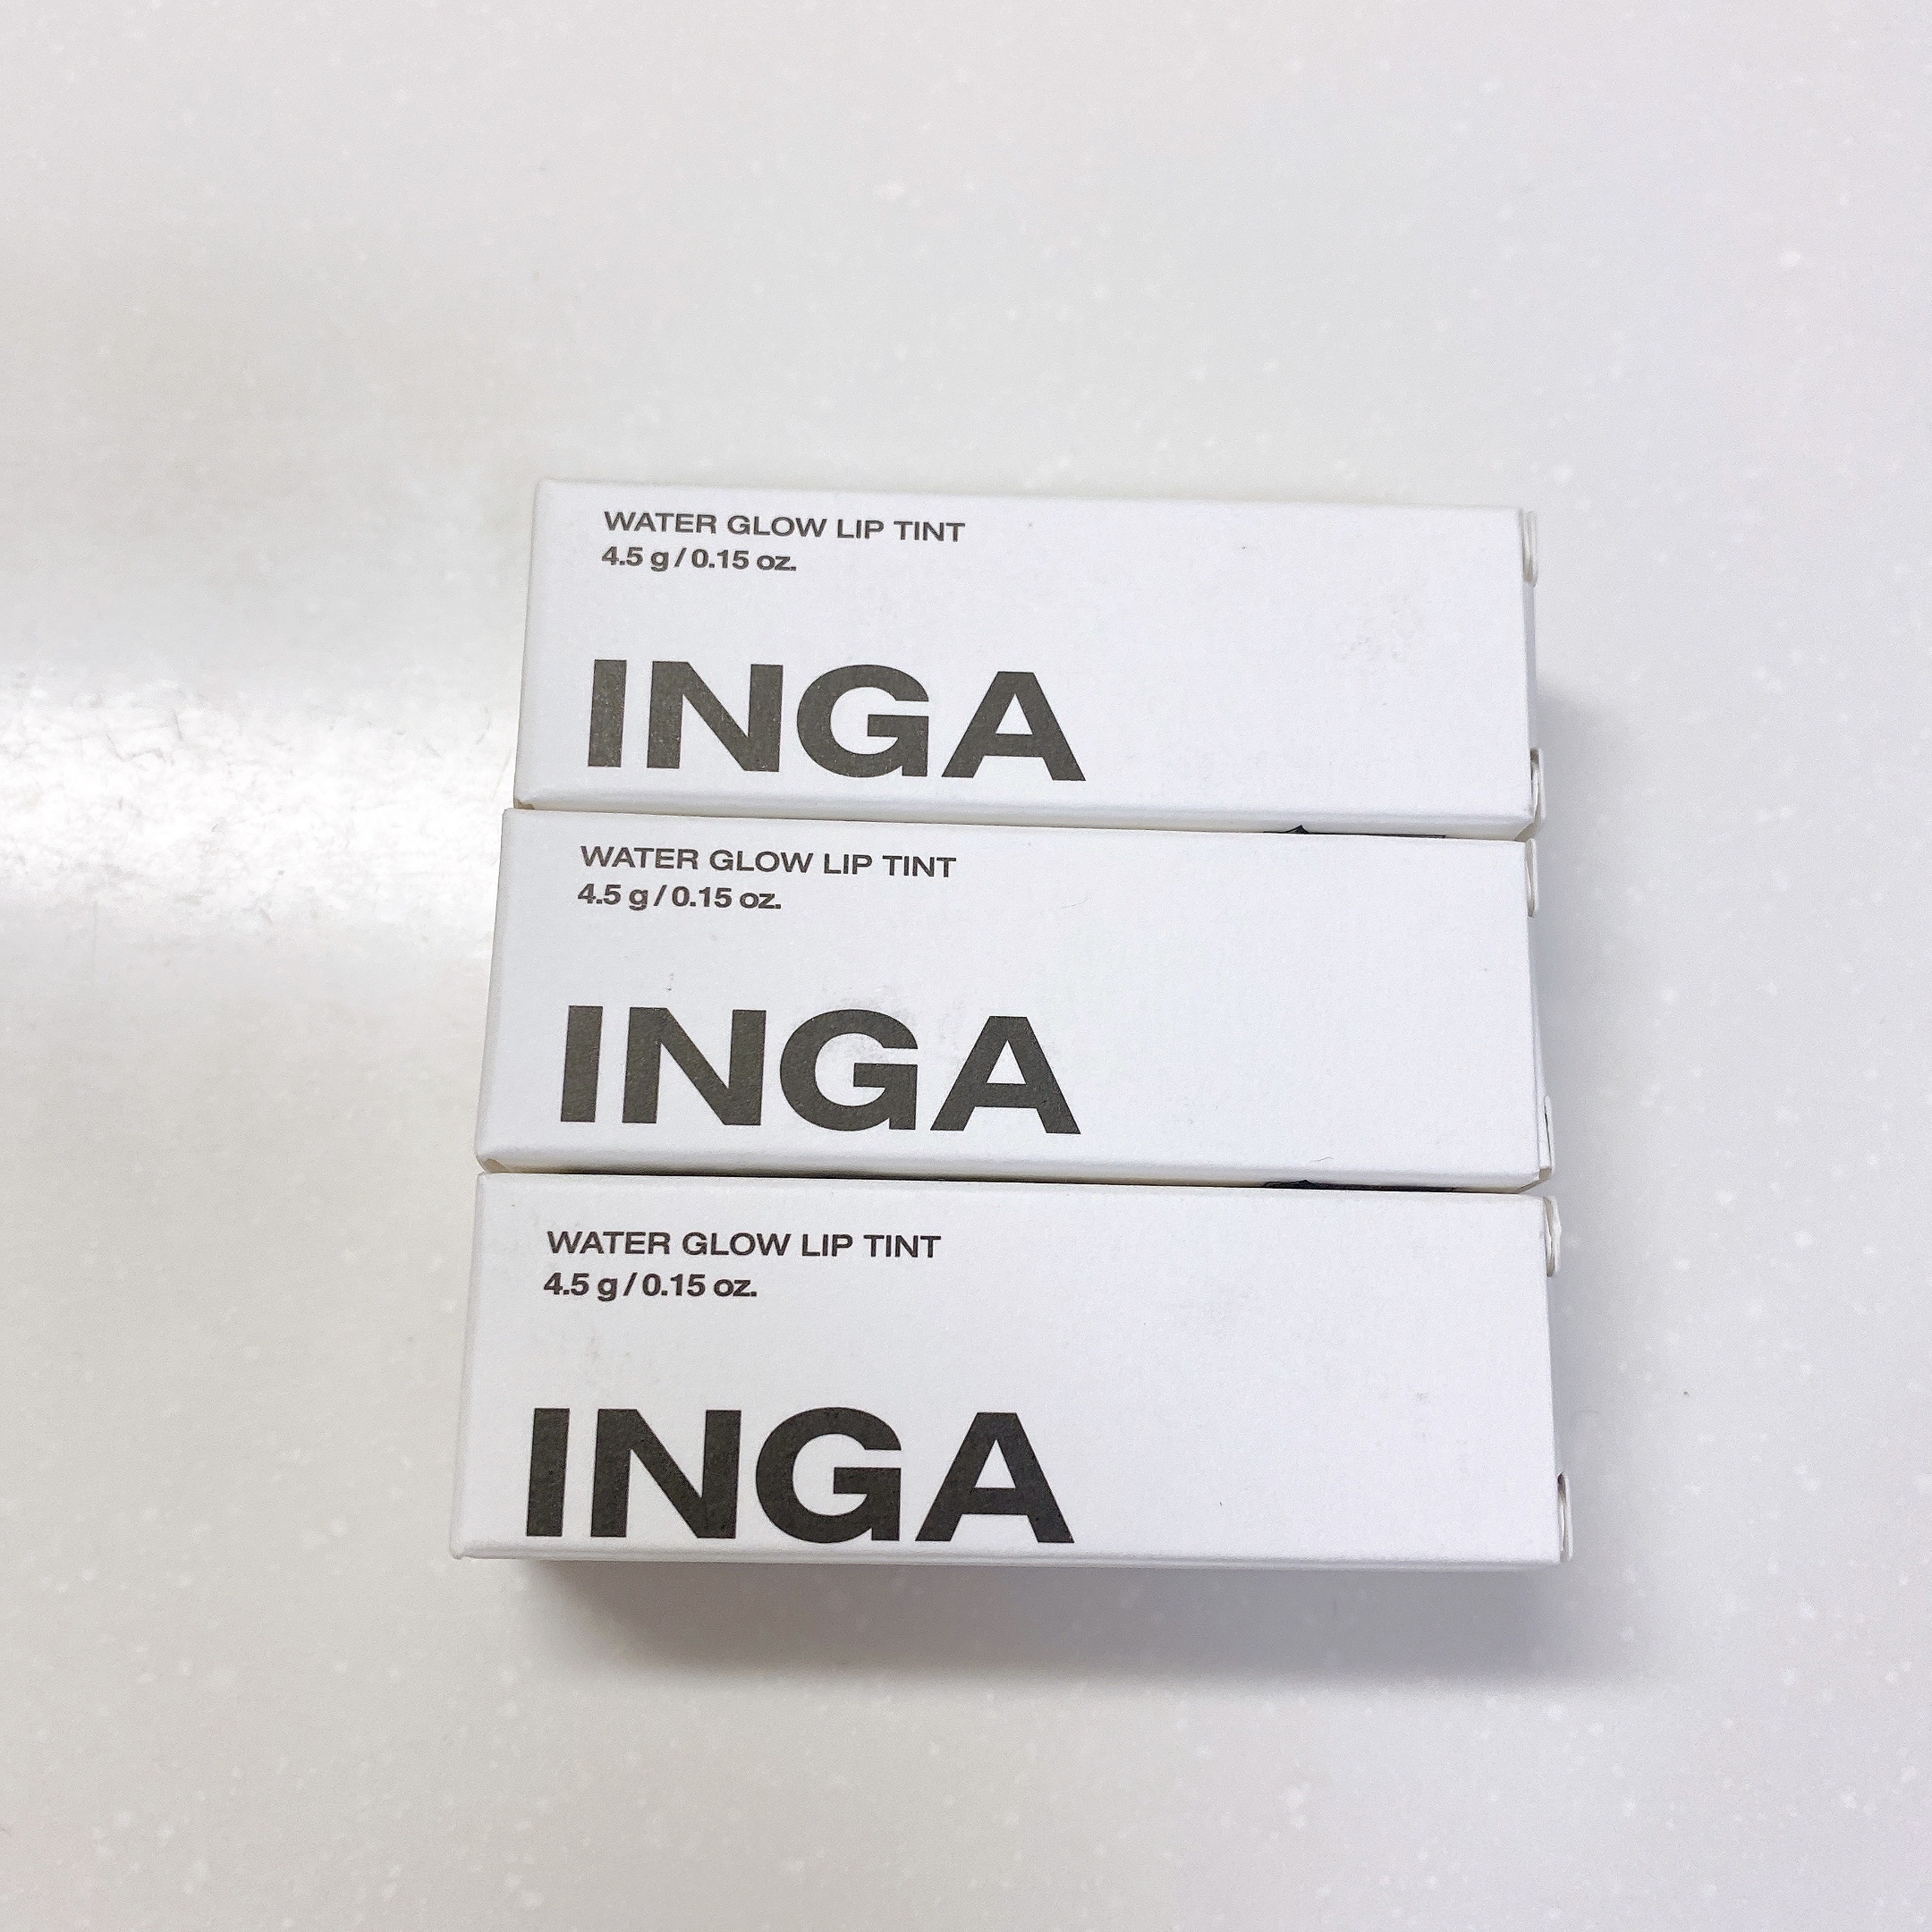 WATER GLOW LIP TINT
4.5 g / 0.15 oz.
INGA
WATER GLOW LIP TINT
4.5 g / 0.15 oz.
INGA
WATER GLOW LIP TINT
4.5 g / 0.15 oz.
INGA